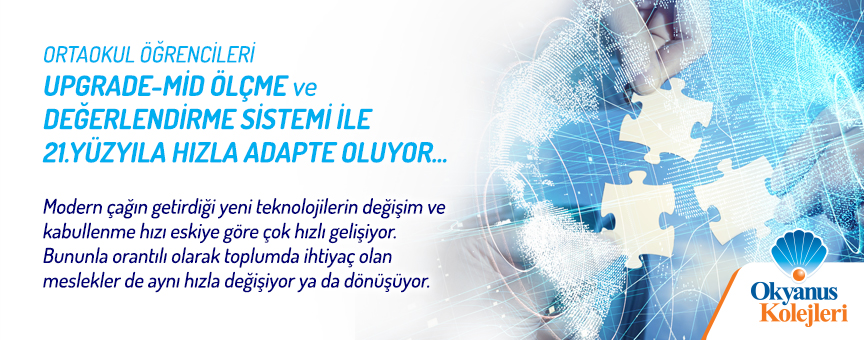 ORTAOKUL ÖĞRENCİLERİ
UPGRADE-MİD ÖLÇME ve
DEĞERLENDİRME SİSTEMİ İLE
21.YÜZYILA HIZLA ADAPTE OLUYOR...
Modern çağın getirdiği yeni teknolojilerin değişim ve
kabullenme hızı eskiye göre çok hızlı gelişiyor.
Bununla orantılı olarak toplumda ihtiyaç olan
meslekler de aynı hızla değişiyor ya da dönüşüyor.
Okyanus
Kolejleri